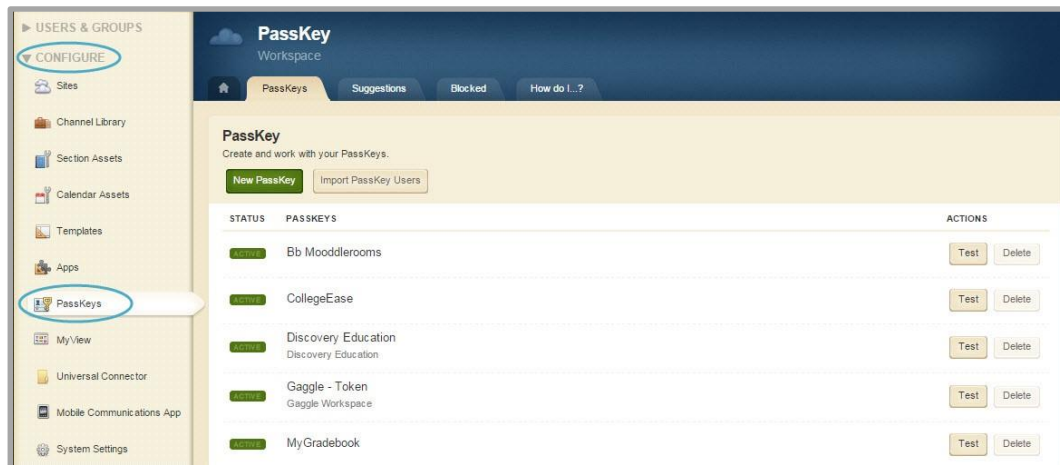 USERS & GROUPS
CONFIGURE
Sites
Channel Library
Section Assets
Calendar Assets
Templates
Apps
PassKeys
MyView
Universal Connector
Mobile Communications App
System Settings
PassKey
Workspace
PassKeys Suggestions Blocked How do I...?
PassKey
Create and work with your PassKeys.
New PassKey Import PassKey Users
STATUS PASSKEYS ACTIONS
ACTIVE Bb Mooddlerooms Test Delete
ACTIVE CollegeEase Test Delete
ACTIVE Discovery Education Test Delete
Discovery Education
ACTIVE Gaggle - Token Test Delete
Gaggle Workspace
ACTIVE MyGradebook Test Delete